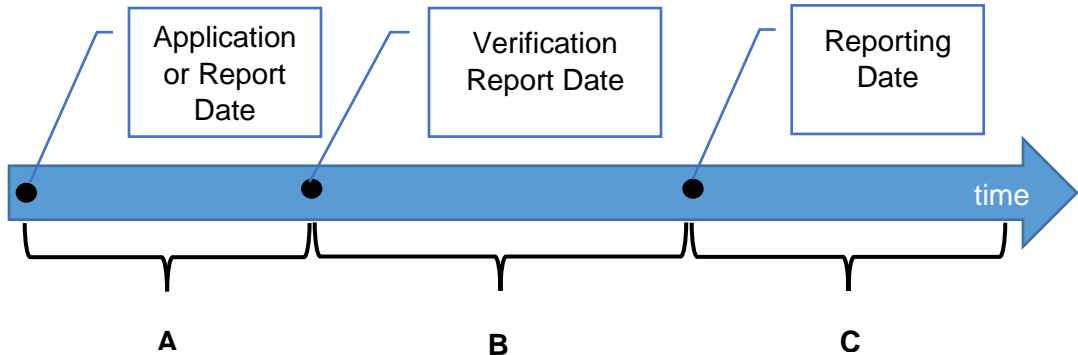 Application
or Report
Date
Verification
Report Date
Reporting
Date
time
A
B
C